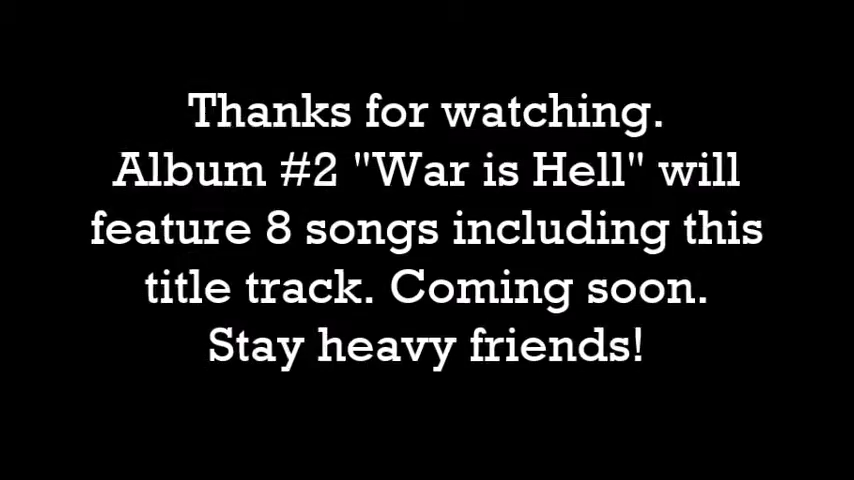 Thanks for watching.
Album #2 "War is Hell" will
feature 8 songs including this
title track. Coming soon.
Stay heavy friends!